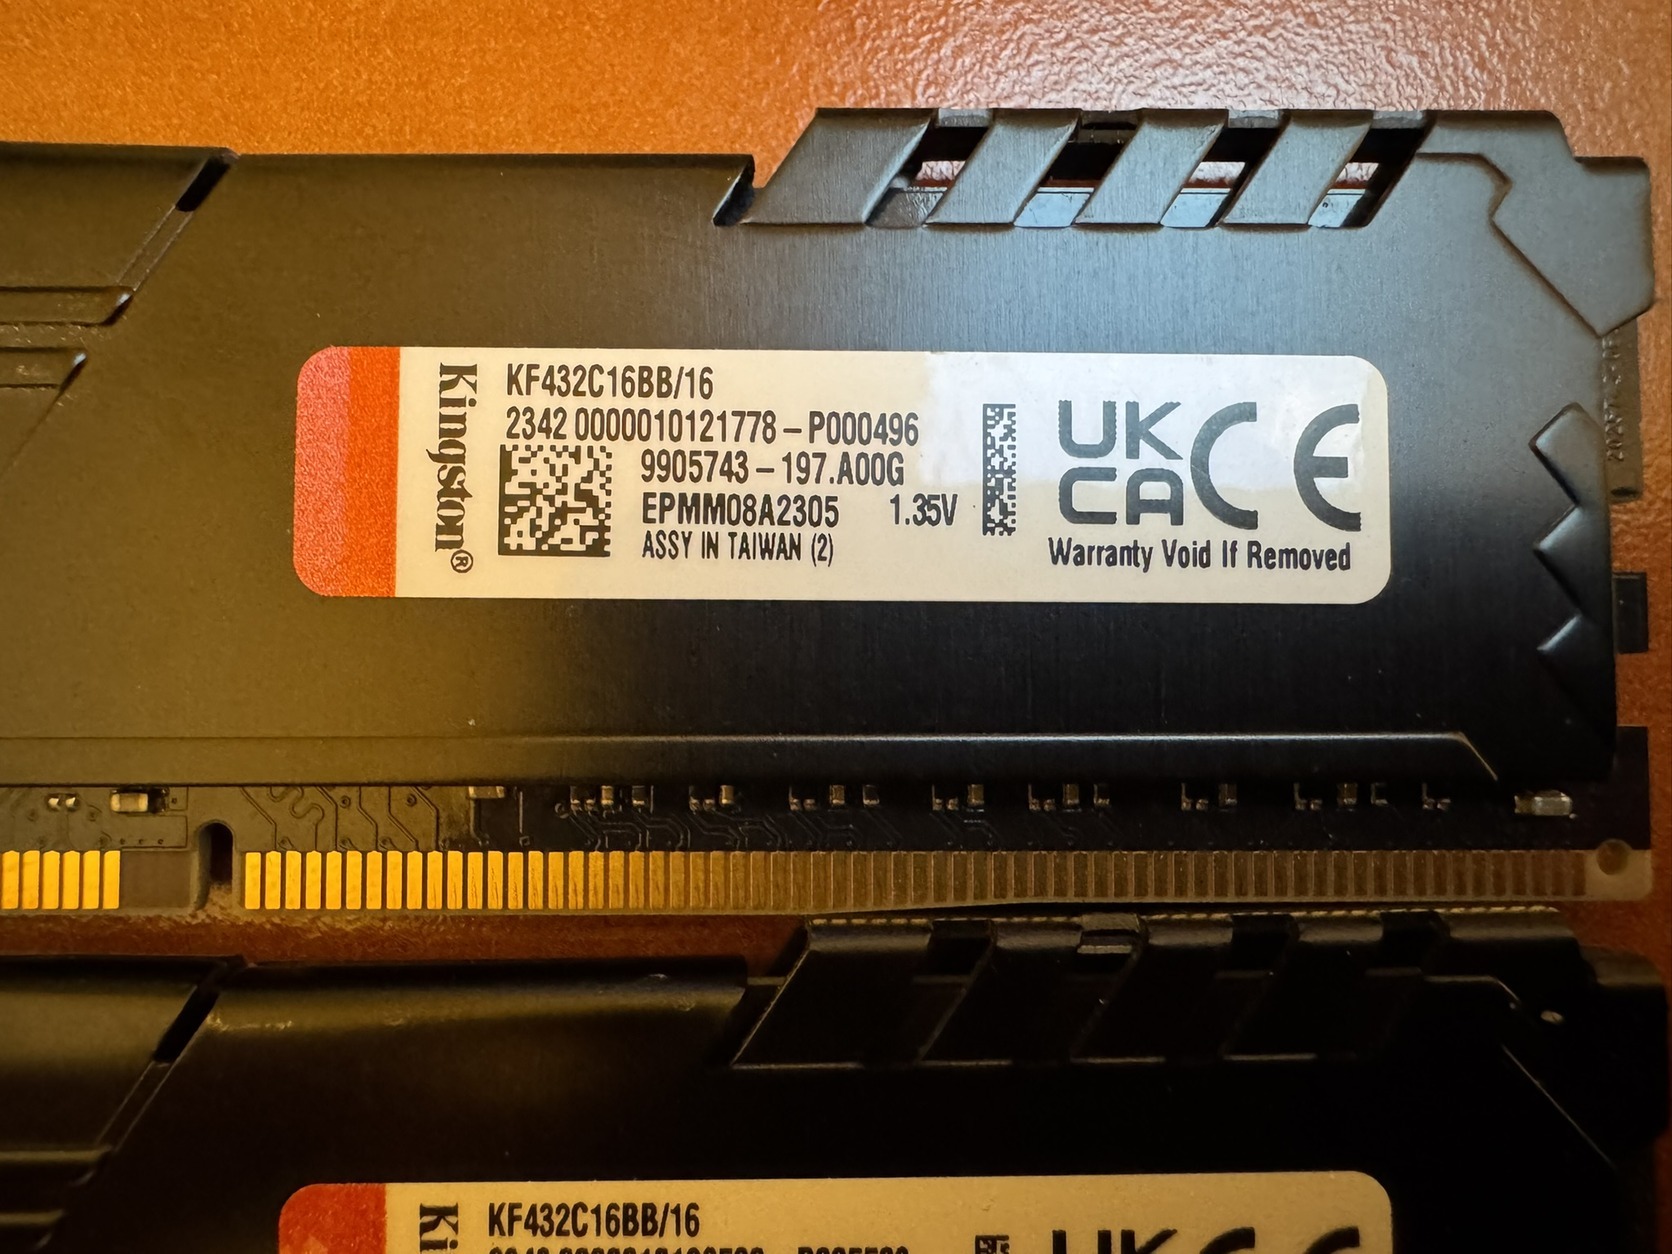 Kingston®
KF432C16BB/16
2342 0000010121778 – P000496
9905743 – 197.A00G
EPMM08A2305 1.35V
ASSY IN TAIWAN (2)
UK
CA CE
Warranty Void If Removed
KF432C16BB/16